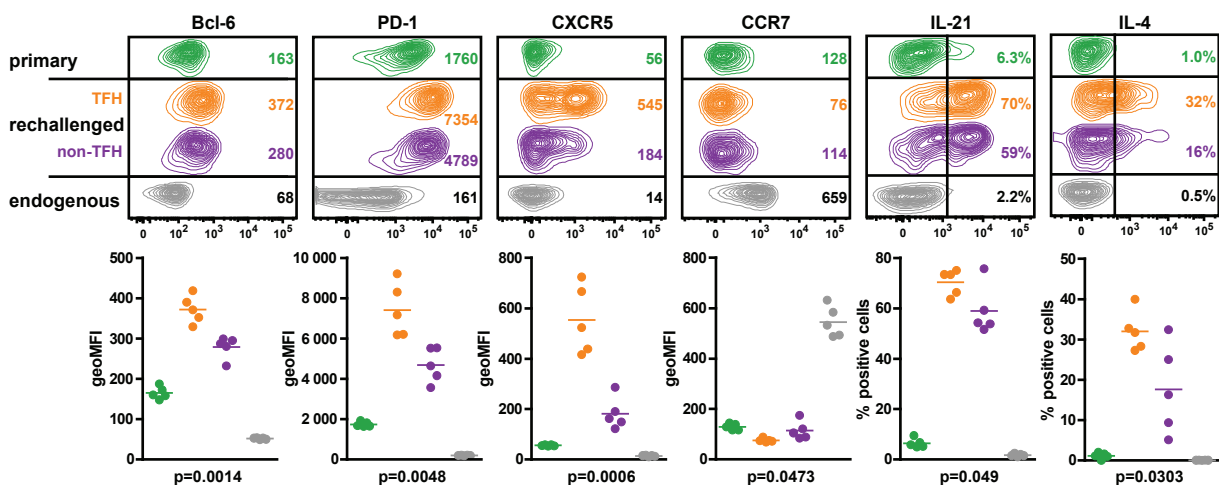 Bcl-6 PD-1 CXCR5 CCR7 IL-21 IL-4
primary 163 1760 56 128 6.3% 1.0%
TFH 372 7354 545 76 70% 32%
rechallenged
non-TFH 280 4789 184 114 59% 16%
endogenous 68 161 14 659 2.2% 0.5%
0 10² 10³ 10⁴ 10⁵ 0 10³ 10⁴ 10⁵ 0 10³ 10⁴ 10⁵ 0 10³ 10⁴ 10⁵ 0 10³ 10⁴ 10⁵ 0 10³ 10⁴ 10⁵
geoMFI
500
400
300
200
100
0
p=0.0014
geoMFI
10 000
8 000
6 000
4 000
2 000
0
p=0.0048
geoMFI
800
600
400
200
0
p=0.0006
geoMFI
800
600
400
200
0
p=0.0473
% positive cells
80
60
40
20
0
p=0.049
% positive cells
50
40
30
20
10
0
p=0.0303